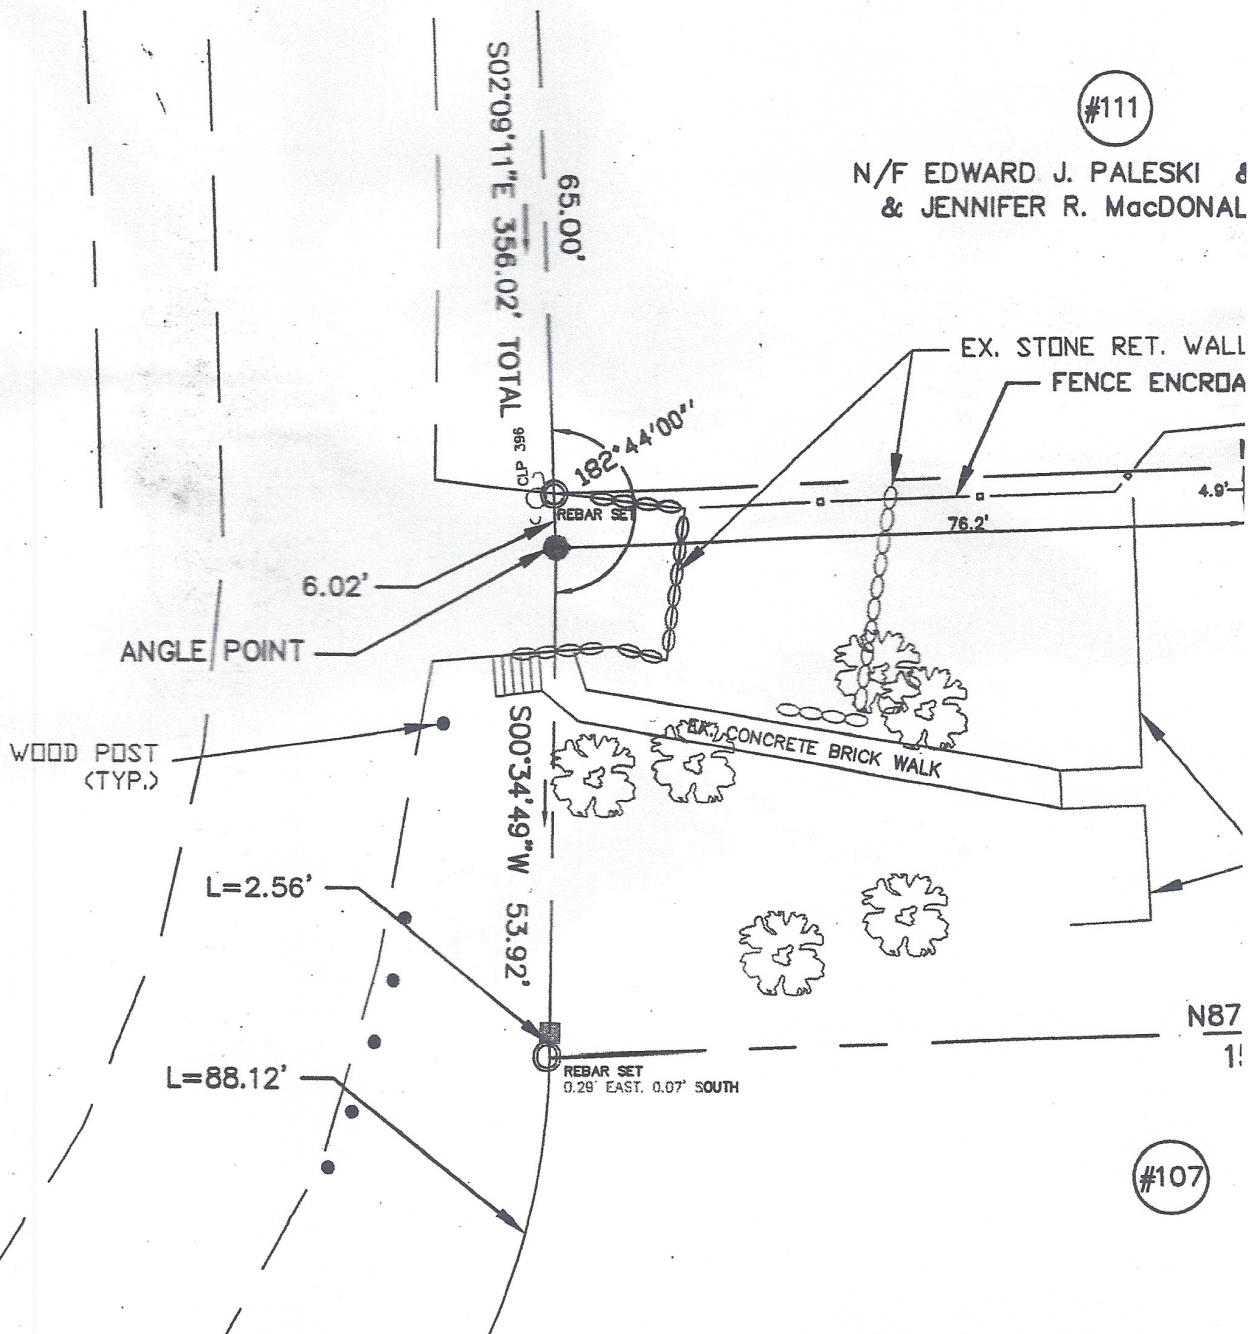 #111
N/F EDWARD J. PALESKI &
& JENNIFER R. MacDONAL
S02°09'11"E 356.02' TOTAL
65.00'
EX. STONE RET. WALL
FENCE ENCROA
CLP 396
182°44'00"
REBAR SET
4.9'
76.2'
6.02'
ANGLE POINT
WOOD POST
(TYP.)
EX. CONCRETE BRICK WALK
S00°34'49"W 53.92'
L=2.56'
N87
REBAR SET
0.29' EAST. 0.07' SOUTH
L=88.12'
#107